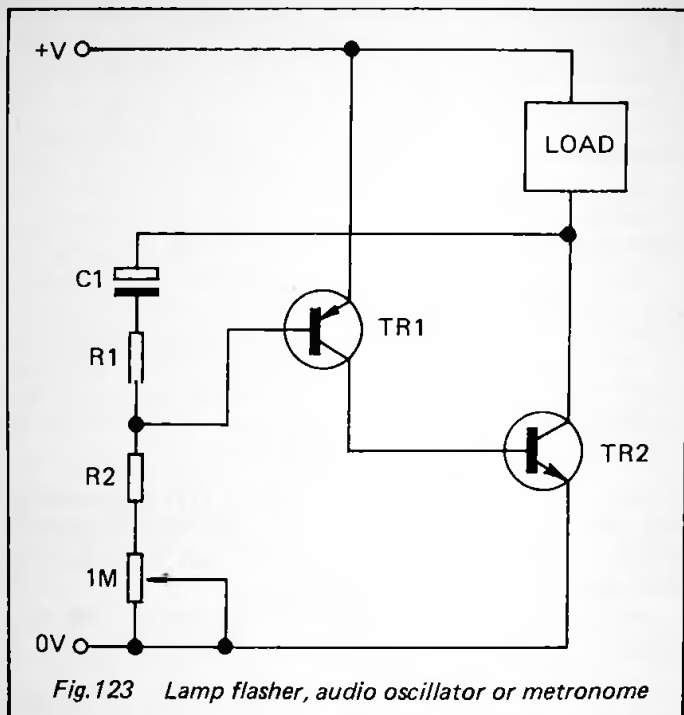 +V
LOAD
C1
R1
TR1
R2
TR2
1M
0V
Fig.123 Lamp flasher, audio oscillator or metronome